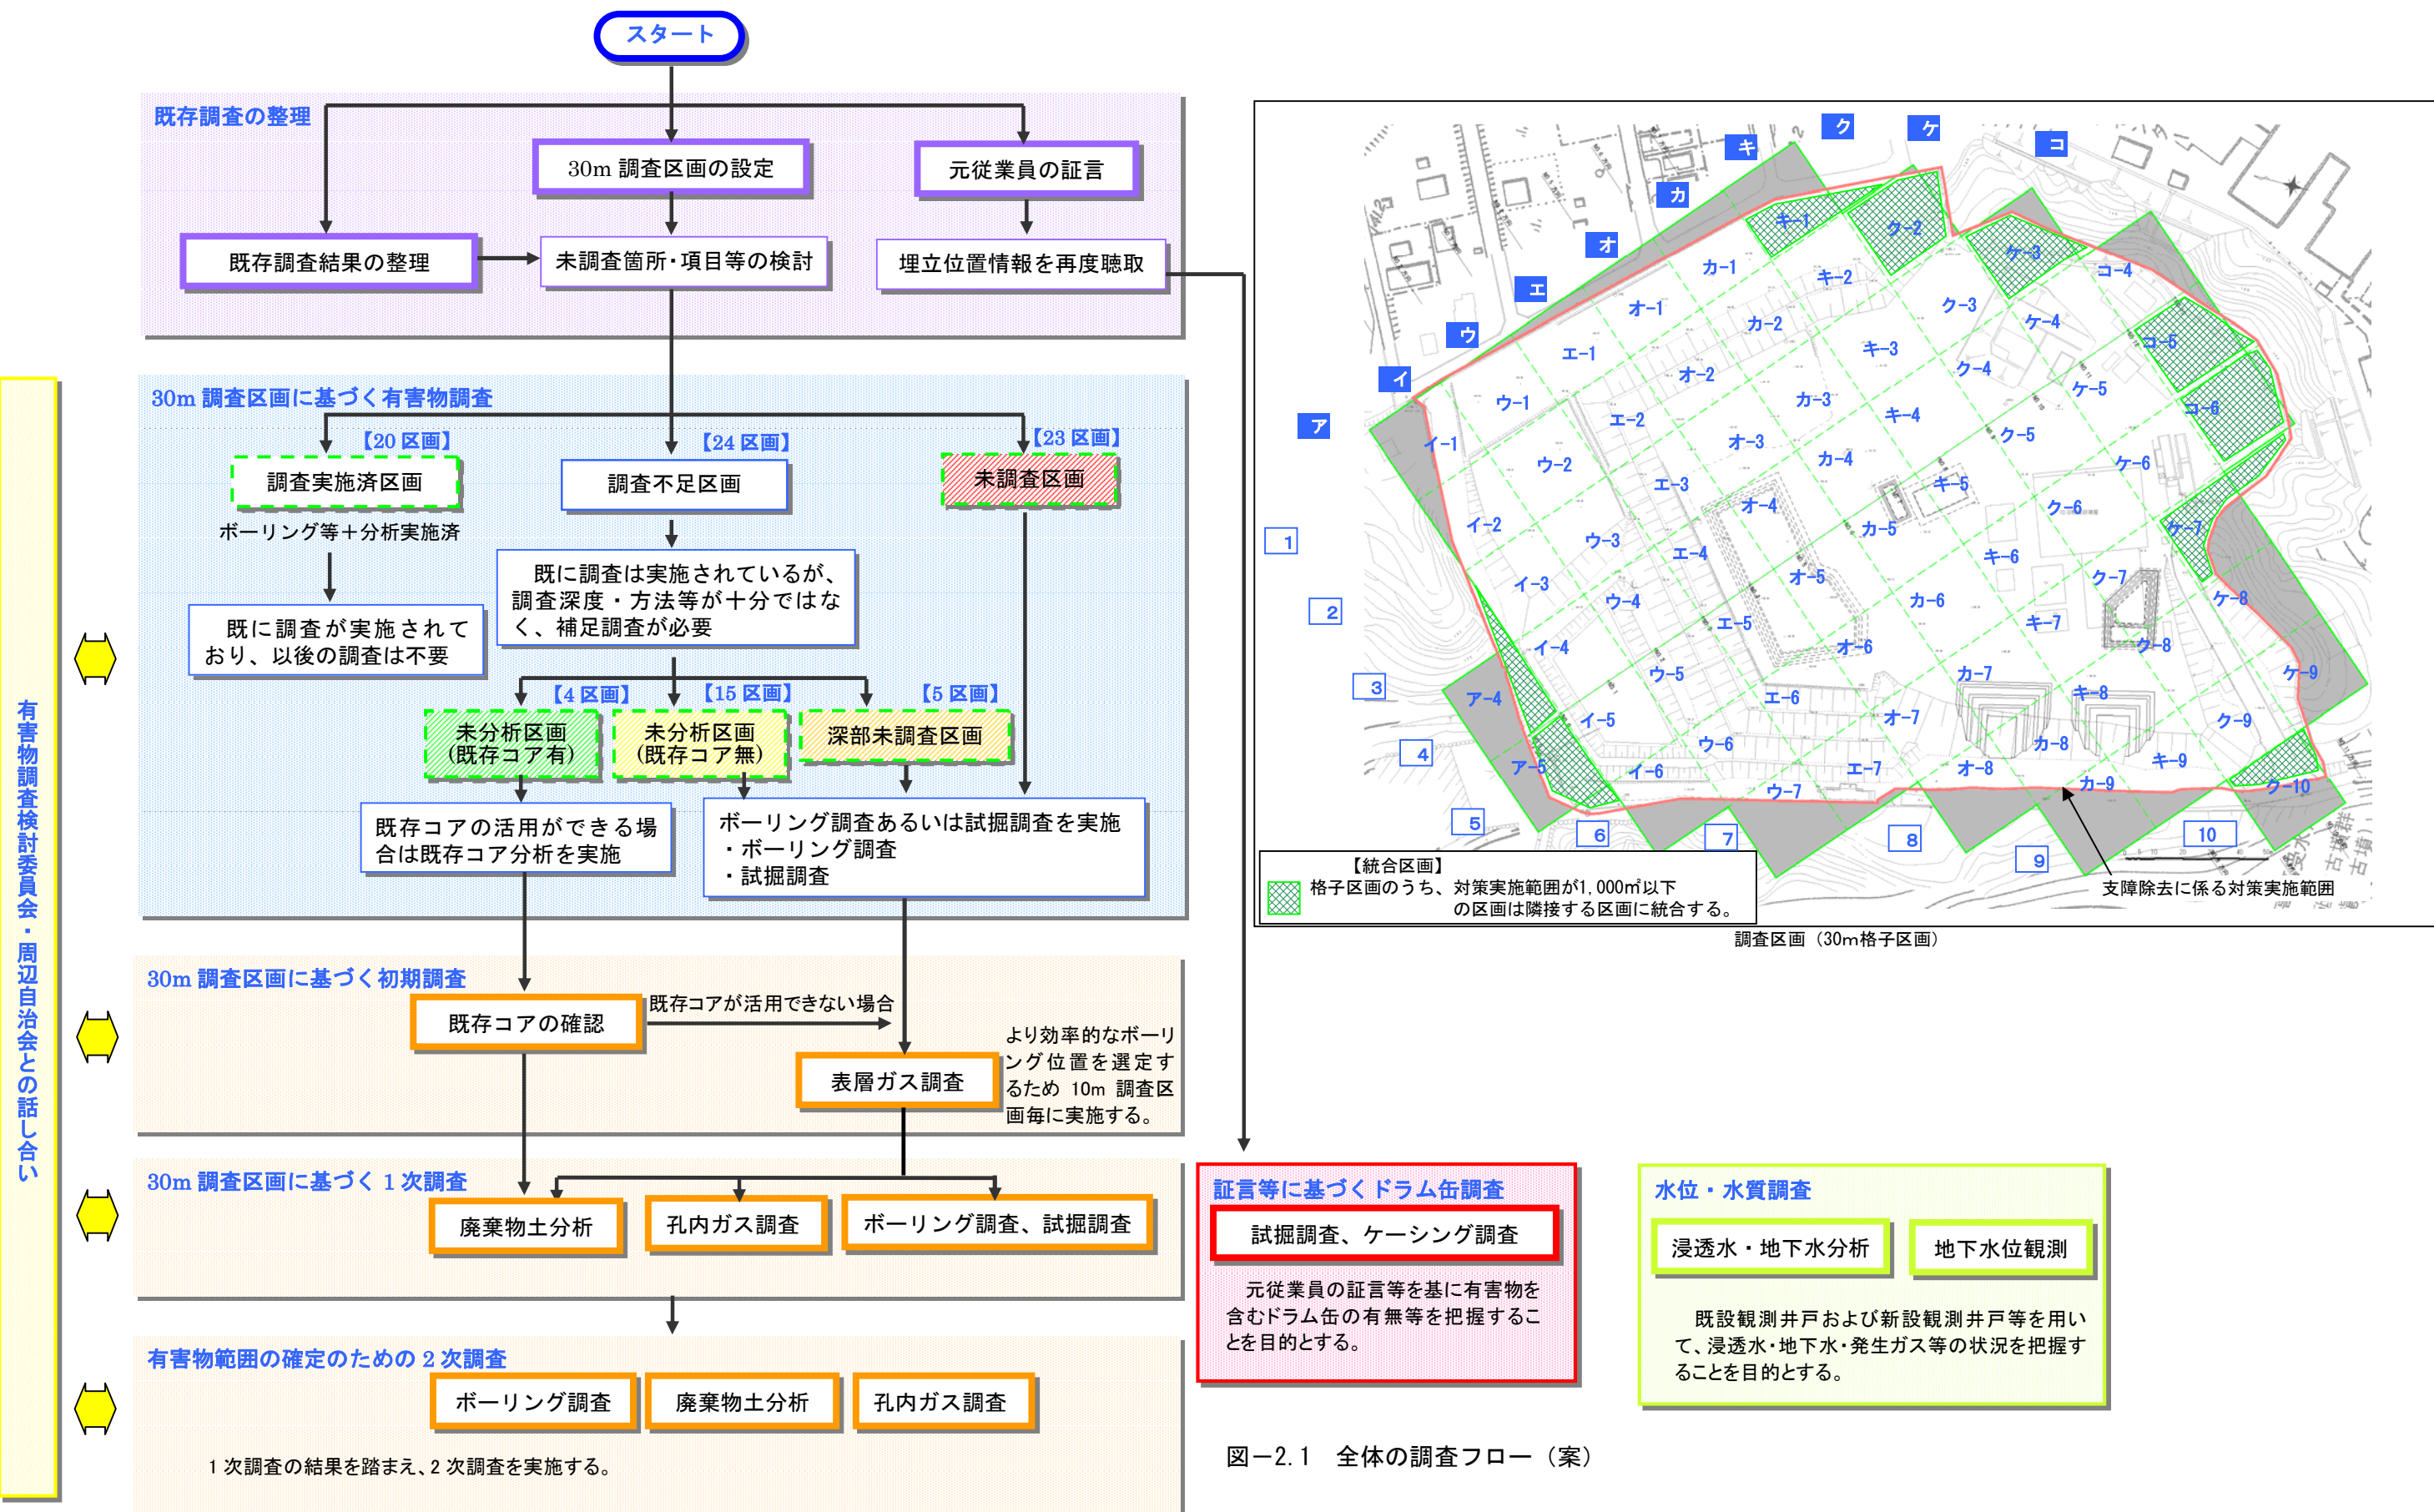 スタート
既存調査の整理
30m 調査区画の設定
元従業員の証言
既存調査結果の整理
未調査箇所・項目等の検討
埋立位置情報を再度聴取
30m 調査区画に基づく有害物調査
【20 区画】
【24 区画】
【23 区画】
調査実施済区画
調査不足区画
未調査区画
ボーリング等＋分析実施済
既に調査が実施されて
おり、以後の調査は不要
既に調査は実施されているが、
調査深度・方法等が十分ではな
く、補足調査が必要
【4 区画】
【15 区画】
【5 区画】
未分析区画
(既存コア有)
未分析区画
(既存コア無)
深部未調査区画
既存コアの活用ができる場
合は既存コア分析を実施
ボーリング調査あるいは試掘調査を実施
・ボーリング調査
・試掘調査
有害物調査検討委員会・周辺自治会との話し合い
30m 調査区画に基づく初期調査
既存コアの確認
既存コアが活用できない場合
表層ガス調査
より効率的なボーリ
ング位置を選定す
るため 10m 調査区
画毎に実施する。
30m 調査区画に基づく 1 次調査
廃棄物土分析
孔内ガス調査
ボーリング調査、試掘調査
有害物範囲の確定のための 2 次調査
ボーリング調査
廃棄物土分析
孔内ガス調査
1 次調査の結果を踏まえ、2 次調査を実施する。
ア
イ
ウ
エ
オ
カ
キ
ク
ケ
コ
1
2
3
4
5
6
7
8
9
10
キ-1
ク-2
ケ-3
コ-4
カ-1
キ-2
ク-3
ケ-4
コ-5
オ-1
カ-2
キ-3
ク-4
ケ-5
コ-6
エ-1
オ-2
カ-3
キ-4
ク-5
ケ-6
ウ-1
エ-2
オ-3
カ-4
キ-5
ク-6
ケ-7
イ-1
ウ-2
エ-3
オ-4
カ-5
キ-6
ク-7
ケ-8
イ-2
ウ-3
エ-4
オ-5
カ-6
キ-7
ク-8
ケ-9
イ-3
ウ-4
エ-5
オ-6
カ-7
キ-8
ク-9
イ-4
ウ-5
エ-6
オ-7
カ-8
キ-9
ク-10
ア-4
イ-5
ウ-6
エ-7
オ-8
カ-9
ア-5
イ-6
ウ-7
【統合区画】
格子区画のうち、対策実施範囲が1,000㎡以下
の区画は隣接する区画に統合する。
支障除去に係る対策実施範囲
調査区画（30m格子区画）
証言等に基づくドラム缶調査
試掘調査、ケーシング調査
元従業員の証言等を基に有害物を
含むドラム缶の有無等を把握するこ
とを目的とする。
水位・水質調査
浸透水・地下水分析
地下水位観測
既設観測井戸および新設観測井戸等を用い
て、浸透水・地下水・発生ガス等の状況を把握す
ることを目的とする。
図－2.1　全体の調査フロー（案）